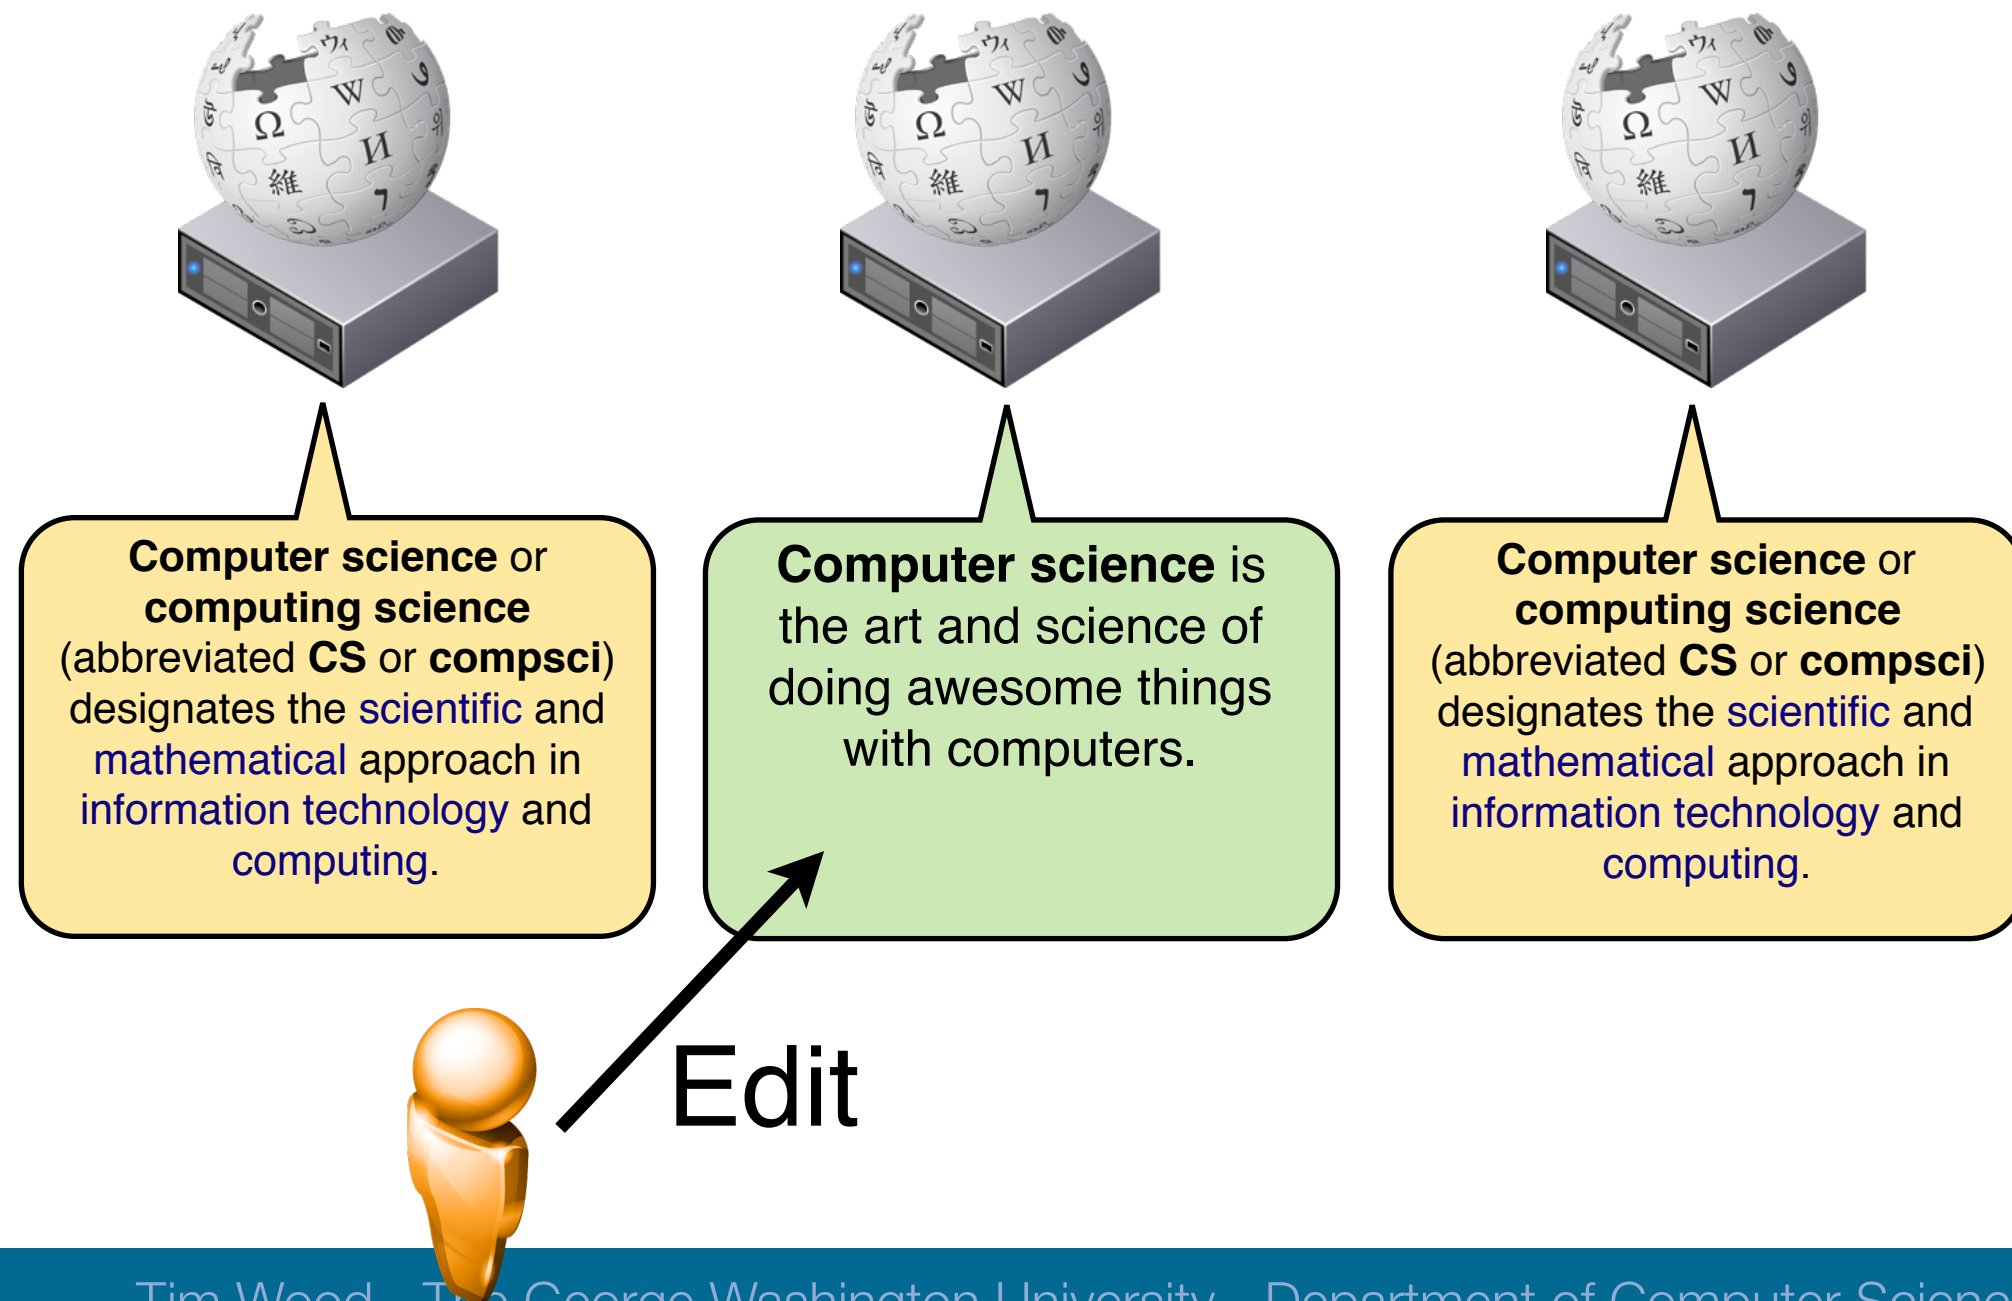 Computer science or
computing science
(abbreviated CS or compsci)
designates the scientific and
mathematical approach in
information technology and
computing.
Computer science is
the art and science of
doing awesome things
with computers.
Computer science or
computing science
(abbreviated CS or compsci)
designates the scientific and
mathematical approach in
information technology and
computing.
Edit
Tim Wood - The George Washington University - Department of Computer Scien